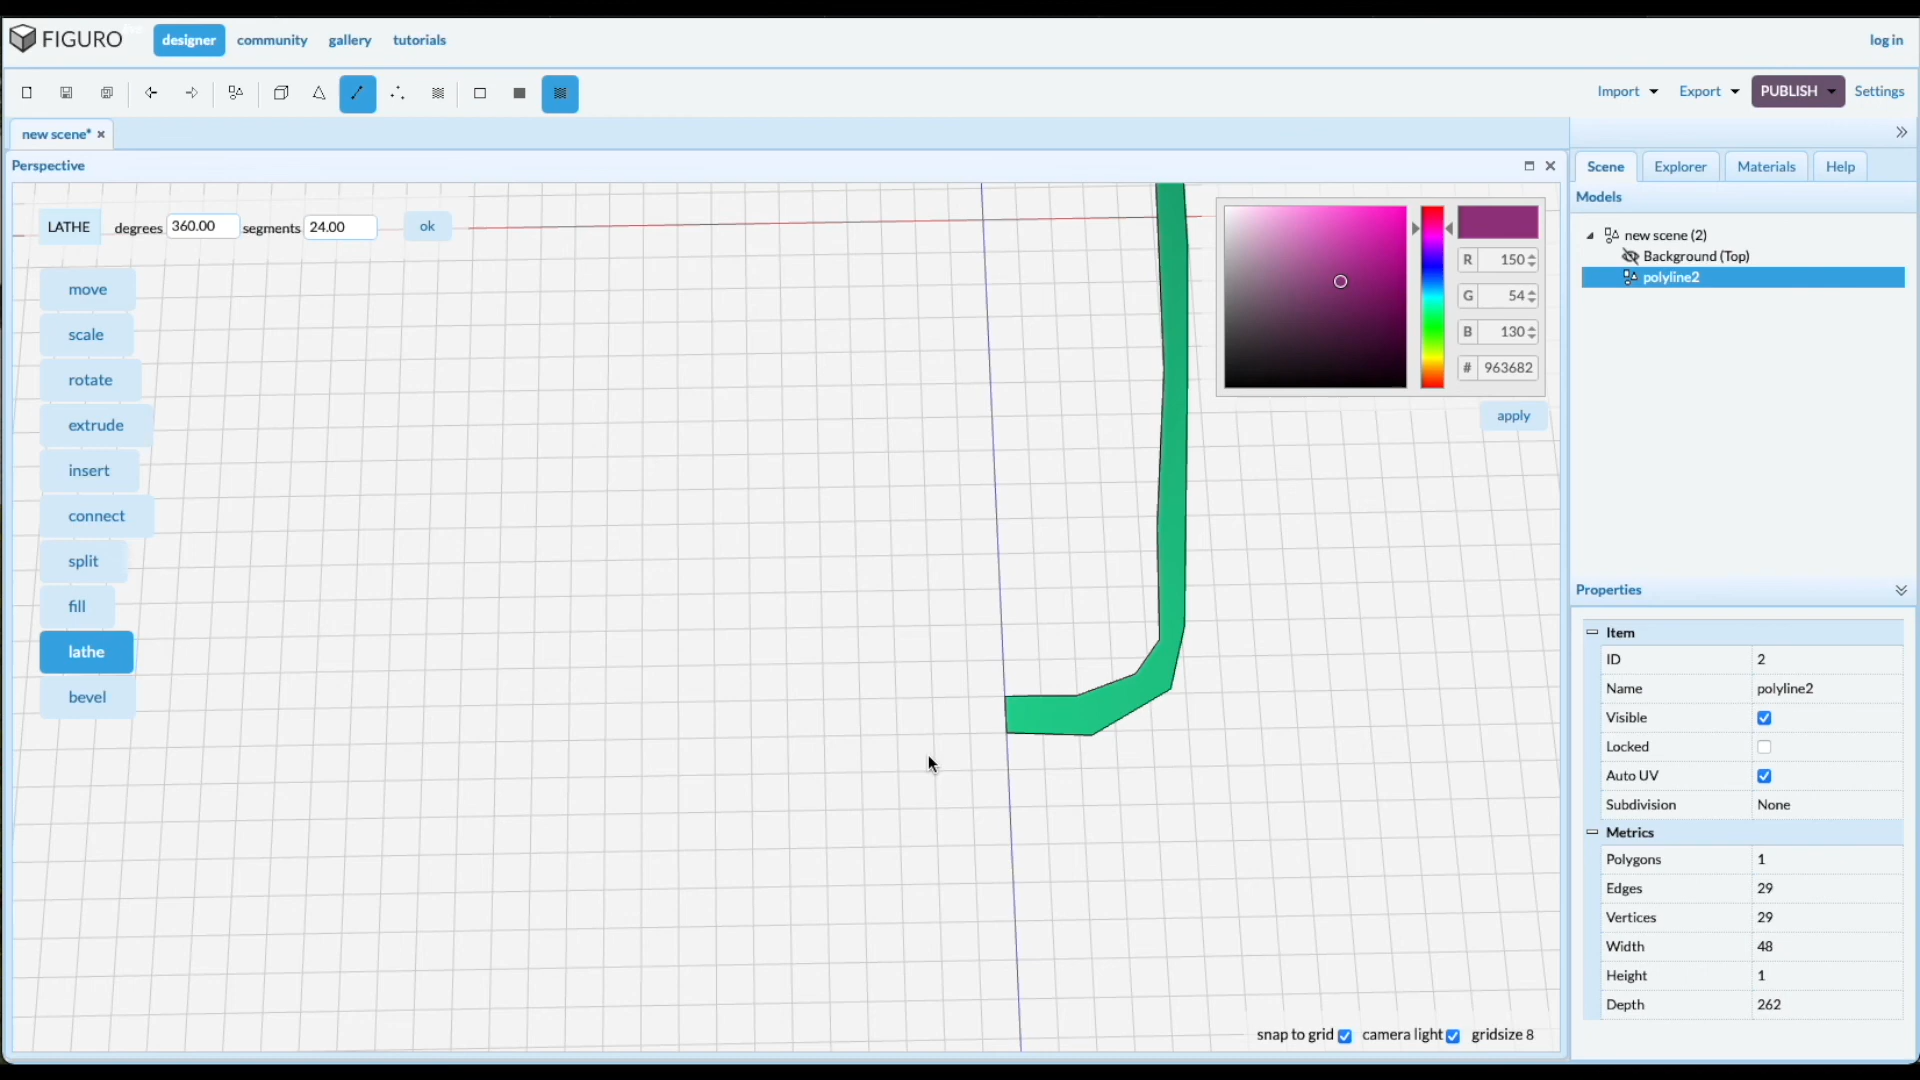 FIGURO designer community gallery tutorials log in
Import Export PUBLISH Settings
new scene* ×
Perspective
LATHE degrees 360.00 segments 24.00 ok
move
scale
rotate
extrude
insert
connect
split
fill
lathe
bevel
R 150
G 54
B 130
# 963682
apply
snap to grid camera light gridsize 8
Scene Explorer Materials Help
Models
new scene (2)
Background (Top)
polyline2
Properties
Item
ID 2
Name polyline2
Visible
Locked
Auto UV
Subdivision None
Metrics
Polygons 1
Edges 29
Vertices 29
Width 48
Height 1
Depth 262